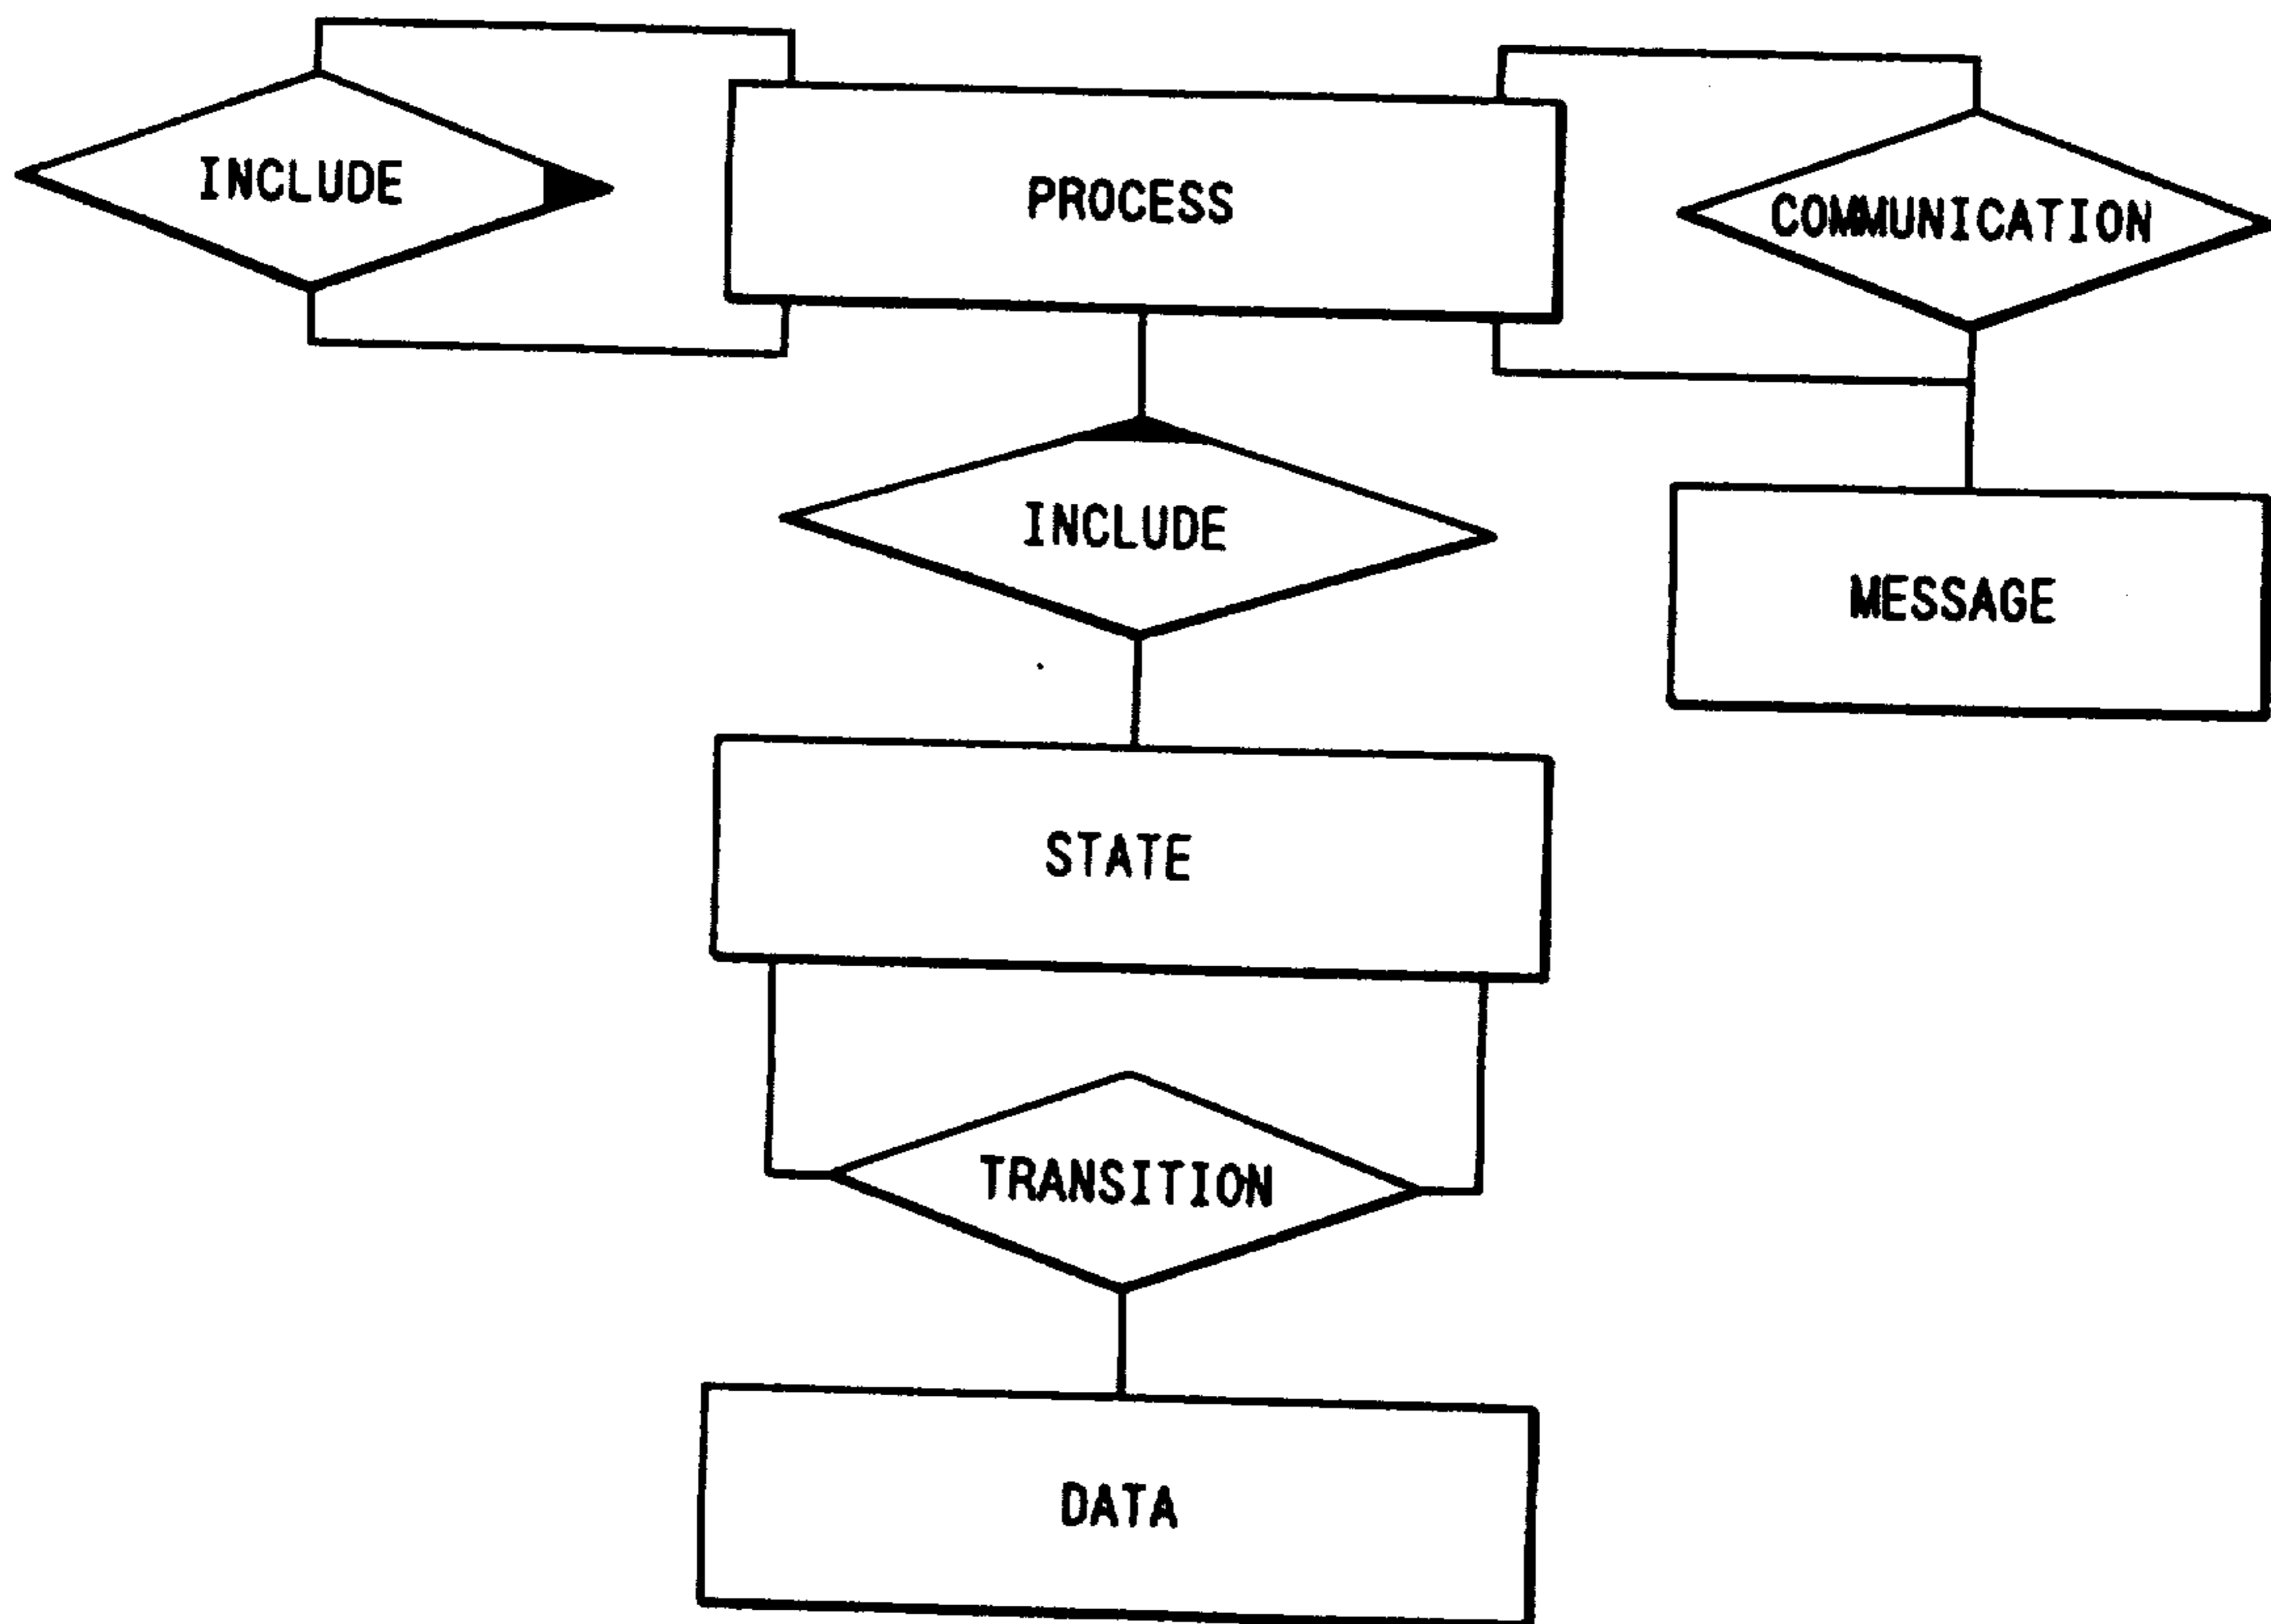 INCLUDE
PROCESS
COMMUNICATION
INCLUDE
MESSAGE
STATE
TRANSITION
DATA